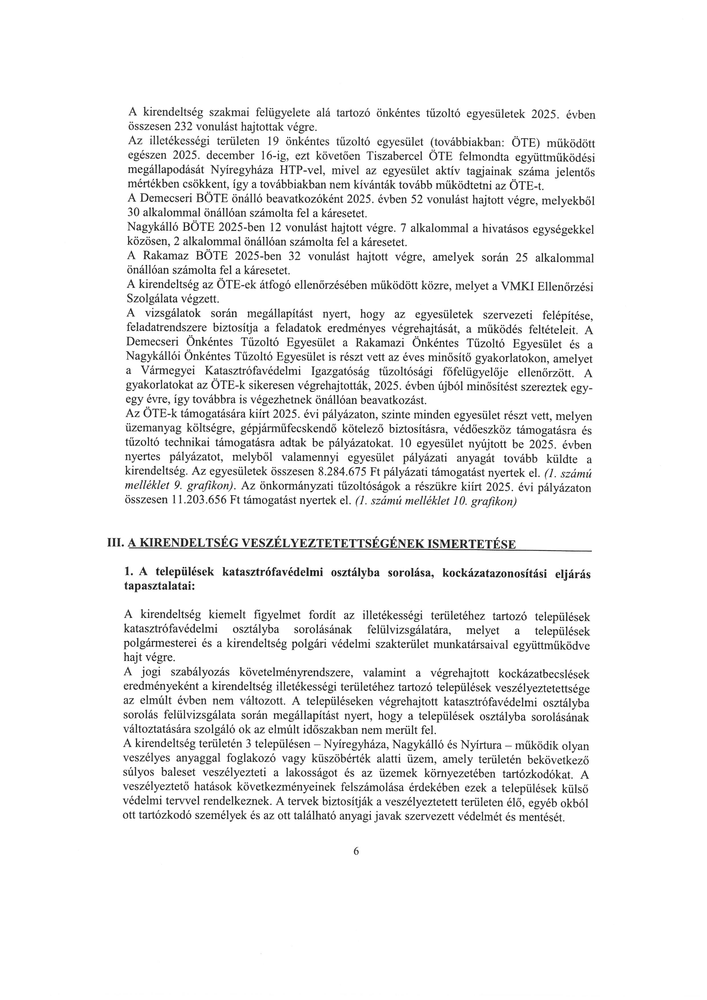 A kirendeltség szakmai felügyelete alá tartozó önkéntes tűzoltó egyesületek 2025. évben
összesen 232 vonulást hajtottak végre.
Az illetékességi területen 19 önkéntes tűzoltó egyesület (továbbiakban: ÖTE) működött
egészen 2025. december 16-ig, ezt követően Tiszabercel ÖTE felmondta együttműködési
megállapodását Nyíregyháza HTP-vel, mivel az egyesület aktív tagjainak száma jelentős
mértékben csökkent, így a továbbiakban nem kívánták tovább működtetni az ÖTE-t.
A Demecseri BÖTE önálló beavatkozóként 2025. évben 52 vonulást hajtott végre, melyekből
30 alkalommal önállóan számolta fel a káresetet.
Nagykálló BÖTE 2025-ben 12 vonulást hajtott végre. 7 alkalommal a hivatásos egységekkel
közösen, 2 alkalommal önállóan számolta fel a káresetet.
A Rakamaz BÖTE 2025-ben 32 vonulást hajtott végre, amelyek során 25 alkalommal
önállóan számolta fel a káresetet.
A kirendeltség az ÖTE-ek átfogó ellenőrzésében működött közre, melyet a VMKI Ellenőrzési
Szolgálata végzett.
A vizsgálatok során megállapítást nyert, hogy az egyesületek szervezeti felépítése,
feladatrendszere biztosítja a feladatok eredményes végrehajtását, a működés feltételeit. A
Demecseri Önkéntes Tűzoltó Egyesület a Rakamazi Önkéntes Tűzoltó Egyesület és a
Nagykállói Önkéntes Tűzoltó Egyesület is részt vett az éves minősítő gyakorlatokon, amelyet
a Vármegyei Katasztrófavédelmi Igazgatóság tűzoltósági főfelügyelője ellenőrzött. A
gyakorlatokat az ÖTE-k sikeresen végrehajtották, 2025. évben újból minősítést szereztek egy-
egy évre, így továbbra is végezhetnek önállóan beavatkozást.
Az ÖTE-k támogatására kiírt 2025. évi pályázaton, szinte minden egyesület részt vett, melyen
üzemanyag költségre, gépjárműfecskendő kötelező biztosításra, védőeszköz támogatásra és
tűzoltó technikai támogatásra adtak be pályázatokat. 10 egyesület nyújtott be 2025. évben
nyertes pályázatot, melyből valamennyi egyesület pályázati anyagát tovább küldte a
kirendeltség. Az egyesületek összesen 8.284.675 Ft pályázati támogatást nyertek el. (1. számú
melléklet 9. grafikon). Az önkormányzati tűzoltóságok a részükre kiírt 2025. évi pályázaton
összesen 11.203.656 Ft támogatást nyertek el. (1. számú melléklet 10. grafikon)
III. A KIRENDELTSÉG VESZÉLYEZTETETTSÉGÉNEK ISMERTETÉSE
1. A települések katasztrófavédelmi osztályba sorolása, kockázatazonosítási eljárás
tapasztalatai:
A kirendeltség kiemelt figyelmet fordít az illetékességi területéhez tartozó települések
katasztrófavédelmi osztályba sorolásának felülvizsgálatára, melyet a települések
polgármesterei és a kirendeltség polgári védelmi szakterület munkatársaival együttműködve
hajt végre.
A jogi szabályozás követelményrendszere, valamint a végrehajtott kockázatbecslések
eredményeként a kirendeltség illetékességi területéhez tartozó települések veszélyeztetettsége
az elmúlt évben nem változott. A településeken végrehajtott katasztrófavédelmi osztályba
sorolás felülvizsgálata során megállapítást nyert, hogy a települések osztályba sorolásának
változtatására szolgáló ok az elmúlt időszakban nem merült fel.
A kirendeltség területén 3 településen – Nyíregyháza, Nagykálló és Nyírtura – működik olyan
veszélyes anyaggal foglakozó vagy küszöbérték alatti üzem, amely területén bekövetkező
súlyos baleset veszélyezteti a lakosságot és az üzemek környezetében tartózkodókat. A
veszélyeztető hatások következményeinek felszámolása érdekében ezek a települések külső
védelmi tervvel rendelkeznek. A tervek biztosítják a veszélyeztetett területen élő, egyéb okból
ott tartózkodó személyek és az ott található anyagi javak szervezett védelmét és mentését.
6